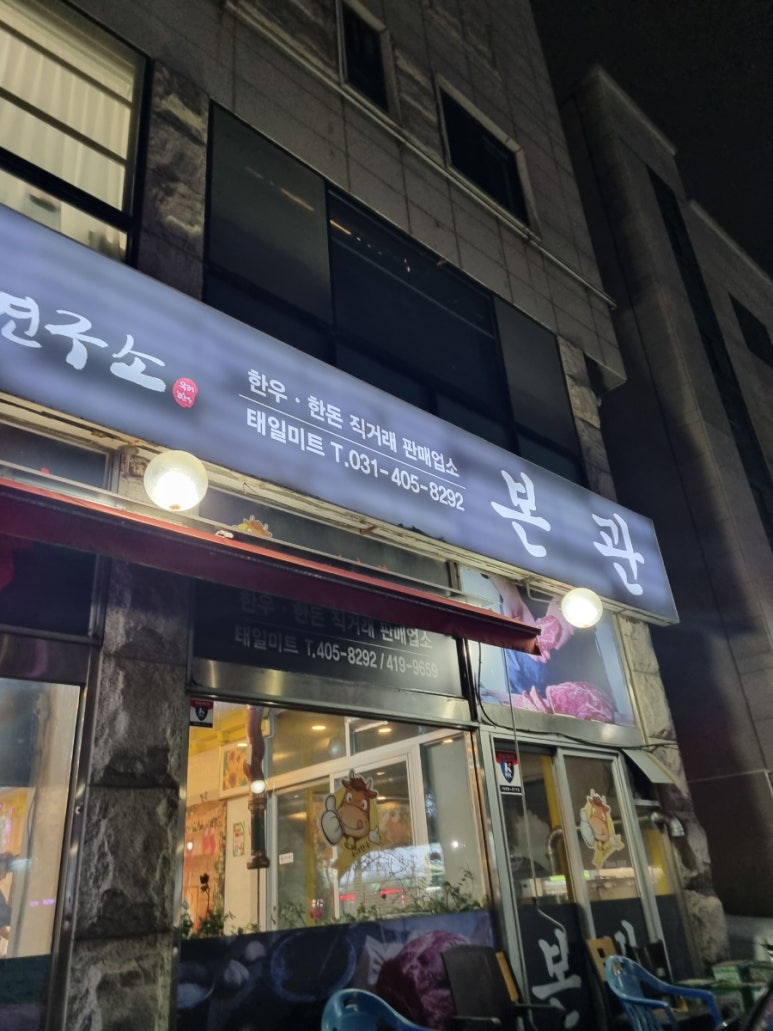 연구소
한우 · 한돈 직거래 판매업소
태일미트 T.031-405-8292
본 관
한우 · 한돈 직거래 판매업소
태일미트 T.405-8292 / 419-9659
본